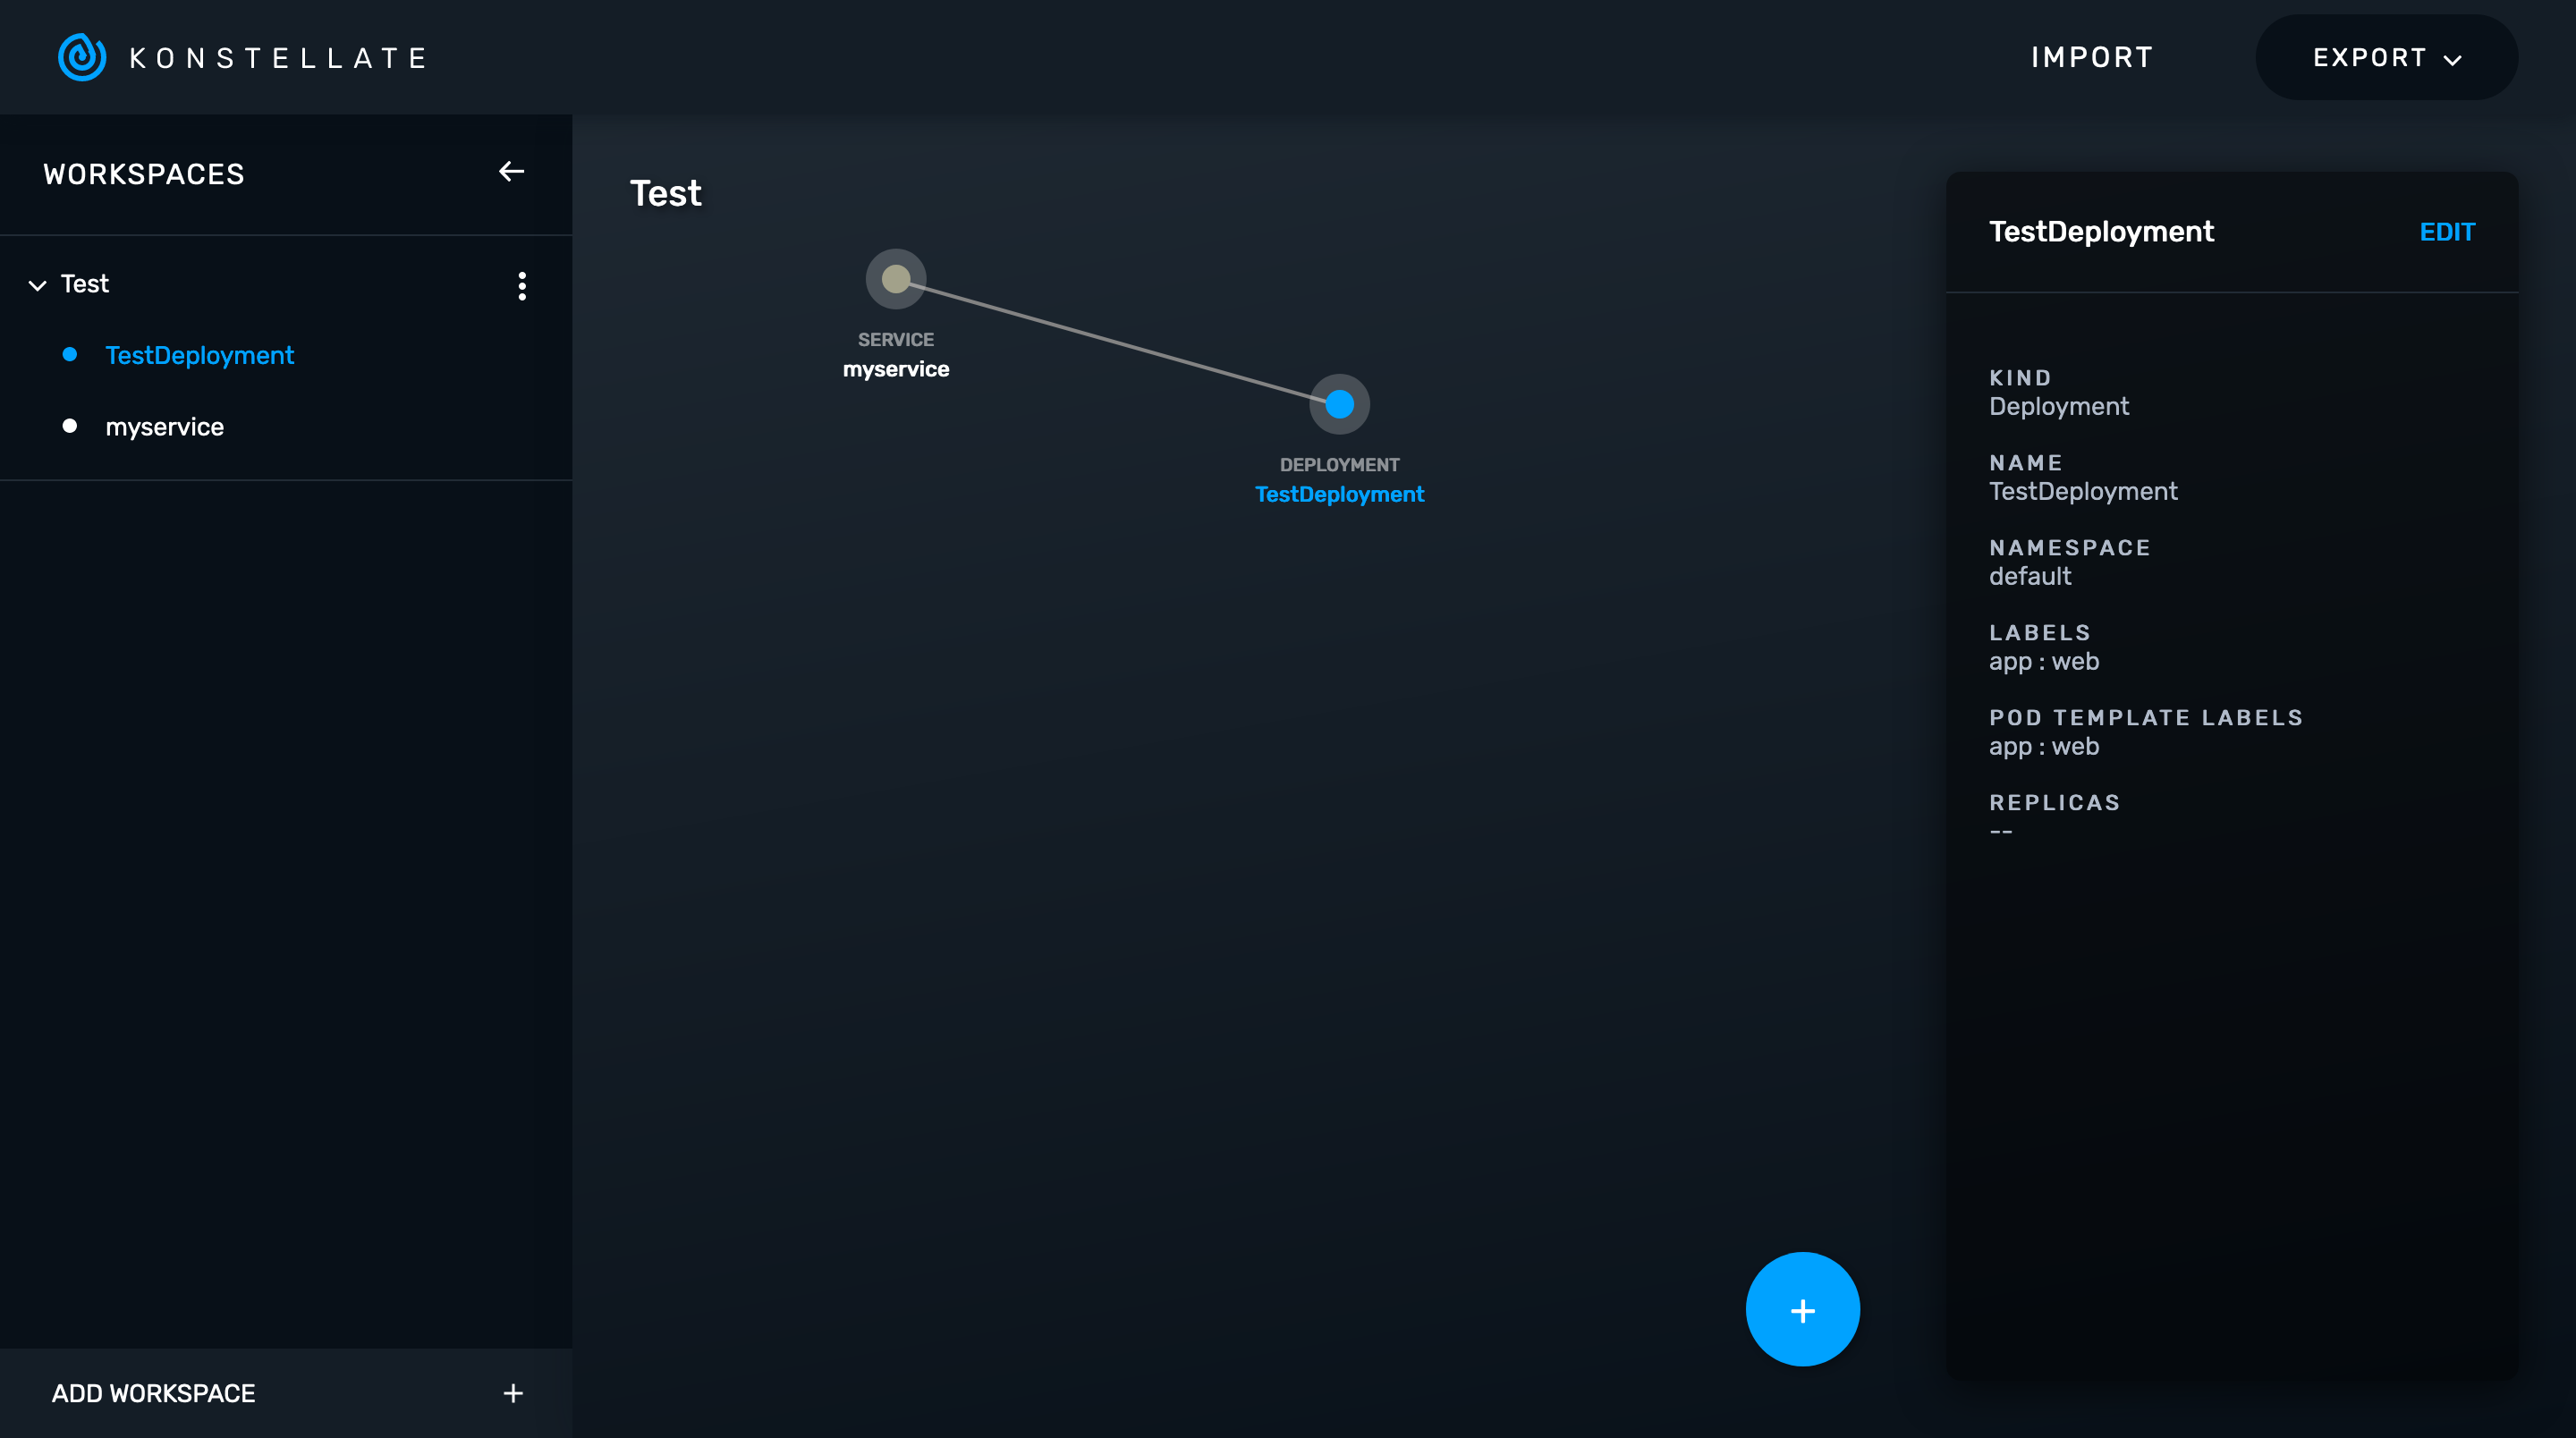 KONSTELLATE
IMPORT
EXPORT
WORKSPACES
Test
TestDeployment
myservice
ADD WORKSPACE
Test
SERVICE
myservice
DEPLOYMENT
TestDeployment
TestDeployment
EDIT
KIND
Deployment
NAME
TestDeployment
NAMESPACE
default
LABELS
app : web
POD TEMPLATE LABELS
app : web
REPLICAS
--